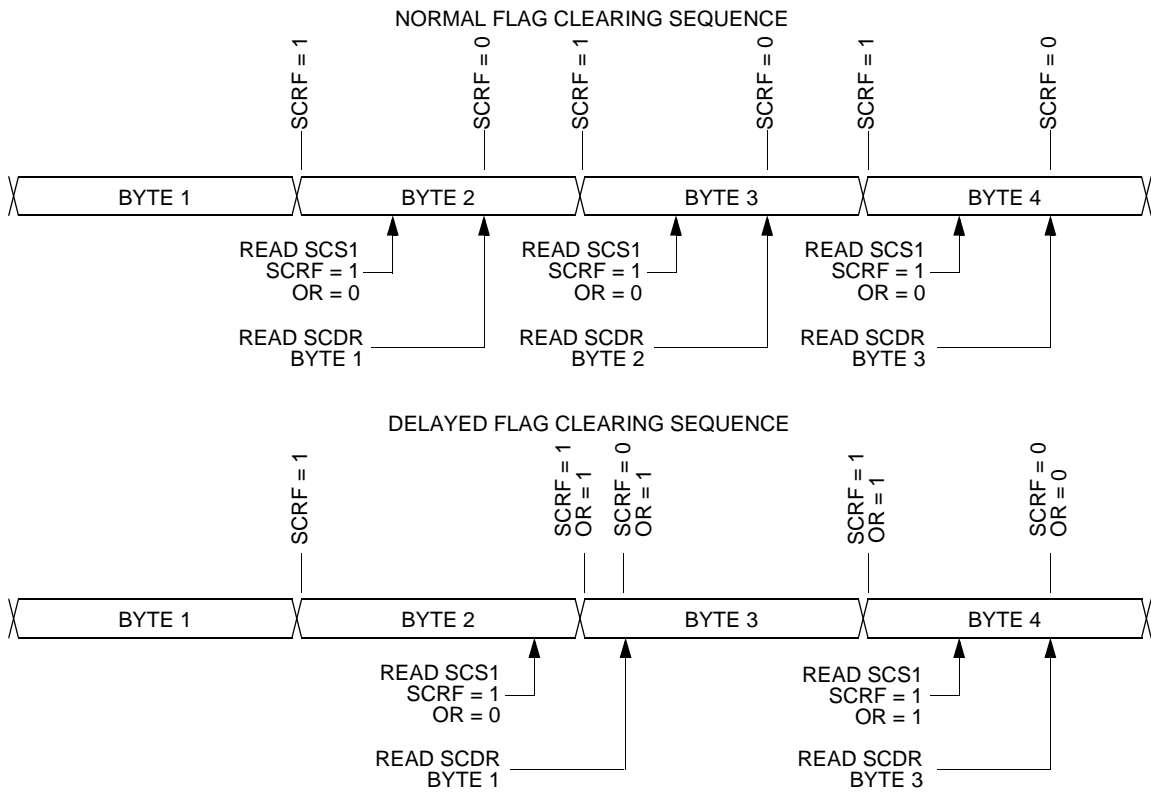 NORMAL FLAG CLEARING SEQUENCE
SCRF = 1
SCRF = 0
SCRF = 1
SCRF = 0
SCRF = 1
SCRF = 0
BYTE 1
BYTE 2
BYTE 3
BYTE 4
READ SCS1
SCRF = 1
OR = 0
READ SCS1
SCRF = 1
OR = 0
READ SCS1
SCRF = 1
OR = 0
READ SCDR
BYTE 1
READ SCDR
BYTE 2
READ SCDR
BYTE 3
DELAYED FLAG CLEARING SEQUENCE
SCRF = 1
SCRF = 1
OR = 1
SCRF = 0
OR = 1
SCRF = 1
OR = 1
SCRF = 0
OR = 0
BYTE 1
BYTE 2
BYTE 3
BYTE 4
READ SCS1
SCRF = 1
OR = 0
READ SCS1
SCRF = 1
OR = 1
READ SCDR
BYTE 1
READ SCDR
BYTE 3